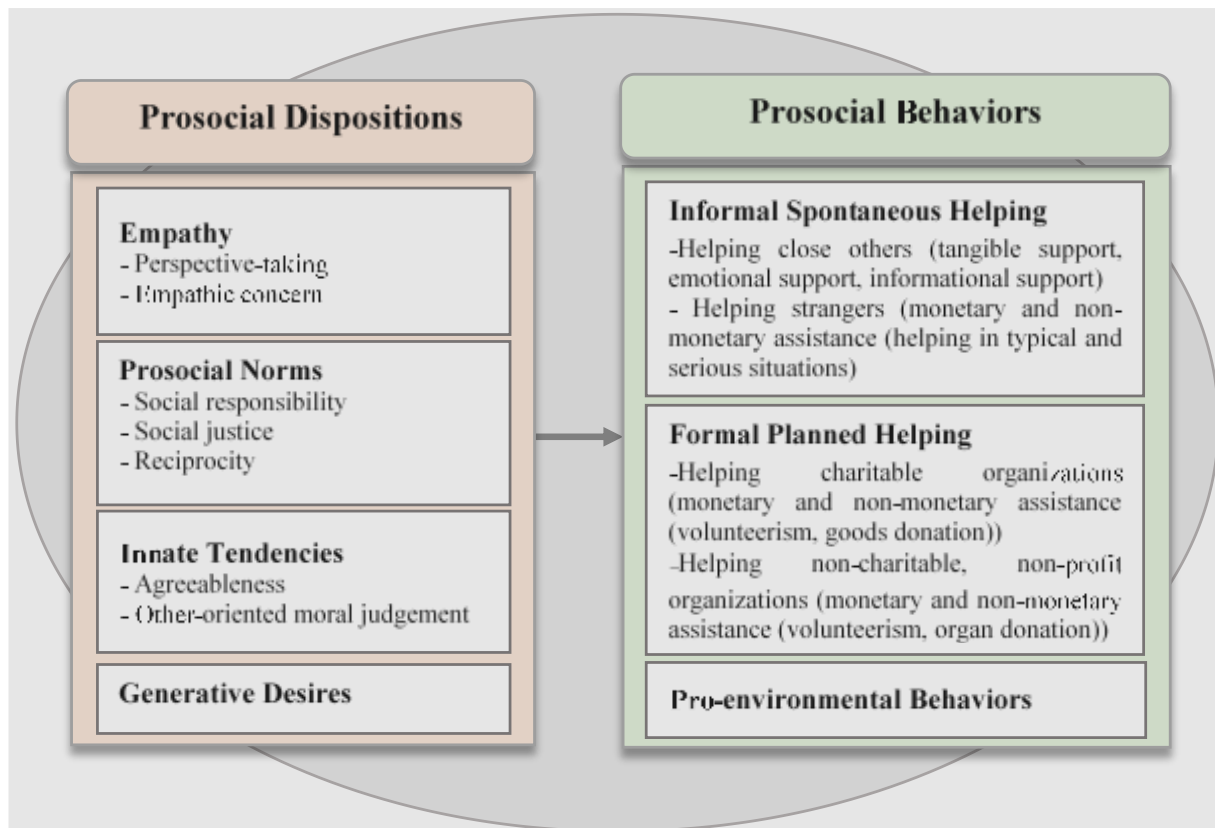 Prosocial Dispositions
Empathy
- Perspective-taking
- Empathic concern
Prosocial Norms
- Social responsibility
- Social justice
- Reciprocity
Innate Tendencies
- Agreeableness
- Other-oriented moral judgement
Generative Desires
Prosocial Behaviors
Informal Spontaneous Helping
-Helping close others (tangible support,
emotional support, informational support)
- Helping strangers (monetary and non-
monetary assistance (helping in typical and
serious situations)
Formal Planned Helping
-Helping charitable organizations
(monetary and non-monetary assistance
(volunteerism, goods donation))
-Helping non-charitable, non-profit
organizations (monetary and non-monetary
assistance (volunteerism, organ donation))
Pro-environmental Behaviors